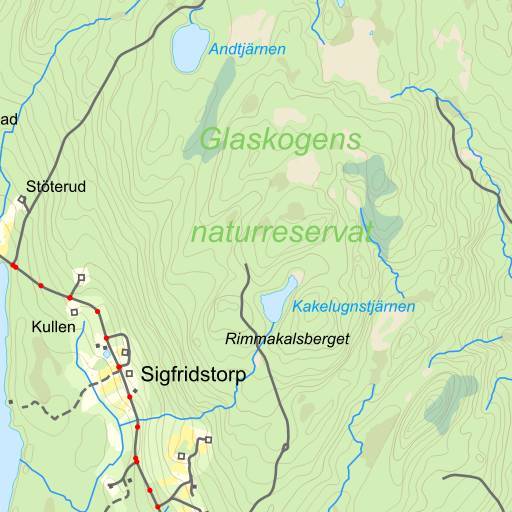 Andtjärnen
ad
Glaskogens
Stöterud
naturreservat
Kakelugnstjärnen
Kullen
Rimmakalsberget
Sigfridstorp